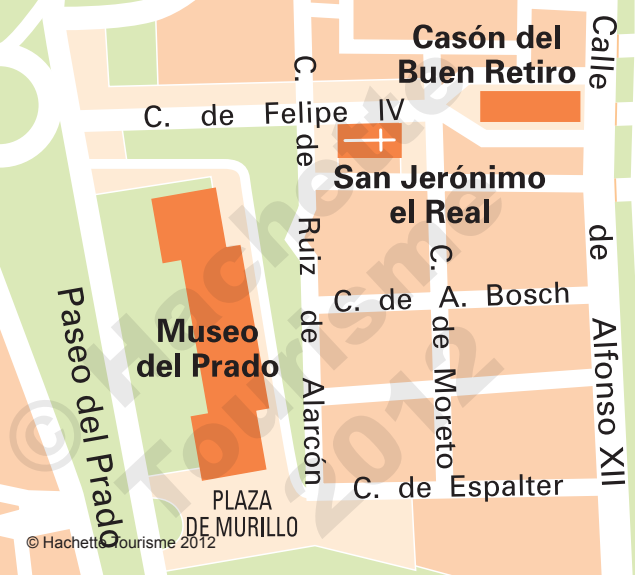 Casón del
Buen Retiro
Calle de Alfonso XII
C. de Felipe IV
C. de Ruiz de Alarcón
San Jerónimo
el Real
C. de Moreto
C. de A. Bosch
Paseo del Prado
Museo
del Prado
C. de Espalter
PLAZA
DE MURILLO
© Hachette Tourisme 2012
© Hachette
Tourisme
2012